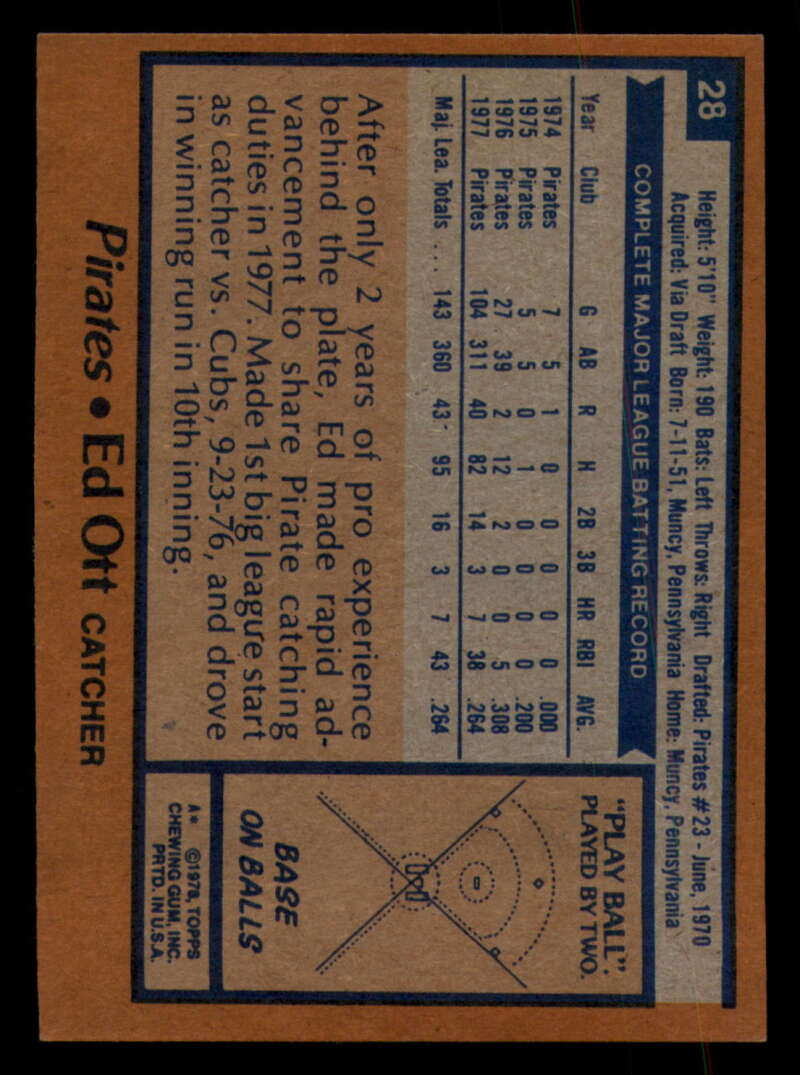 28
Height: 5'10" Weight: 190 Bats: Left Throws: Right Drafted: Pirates #23 - June, 1970
Acquired: Via Draft Born: 7-11-51, Muncy, Pennsylvania Home: Muncy, Pennsylvania
COMPLETE MAJOR LEAGUE BATTING RECORD
Year Club G AB R H 2B 3B HR RBI AVG.
1974 Pirates 7 5 1 0 0 0 0 0 .000
1975 Pirates 5 5 0 1 0 0 0 0 .200
1976 Pirates 27 39 2 12 2 0 0 5 .308
1977 Pirates 104 311 40 82 14 3 7 38 .264
Maj. Lea. Totals ... 143 360 43 95 16 3 7 43 .264
After only 2 years of pro experience
behind the plate, Ed made rapid ad-
vancement to share Pirate catching
duties in 1977. Made 1st big league start
as catcher vs. Cubs, 9-23-76, and drove
in winning run in 10th inning.
"PLAY BALL":
PLAYED BY TWO.
BASE
ON BALLS
A* ©1978, TOPPS
CHEWING GUM, INC.
PRTD. IN U.S.A.
Pirates • Ed Ott CATCHER